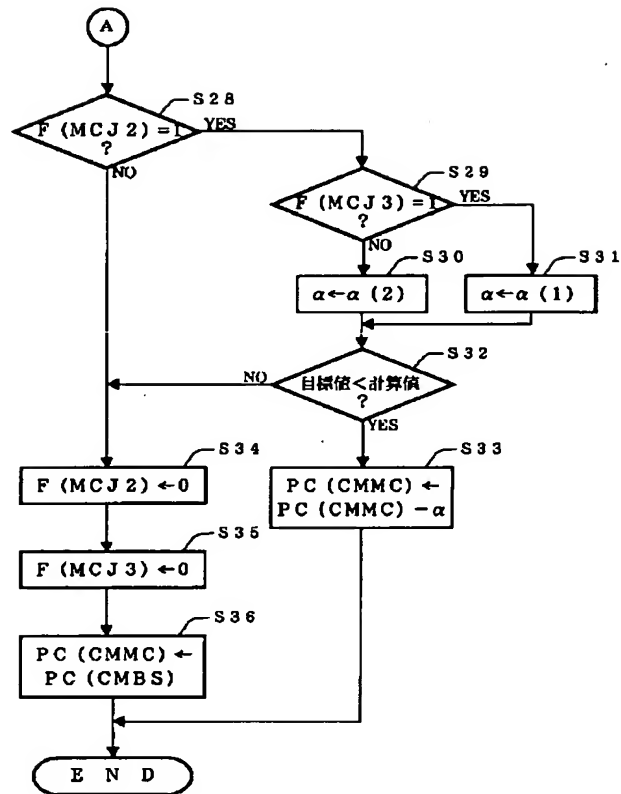 A
S28
F(MCJ2)=1
?
YES
NO
S29
F(MCJ3)=1
?
YES
NO
S30
α←α(2)
S31
α←α(1)
S32
目標値<計算値
?
NO
YES
S33
PC(CMMC)←
PC(CMMC)-α
S34
F(MCJ2)←0
S35
F(MCJ3)←0
S36
PC(CMMC)←
PC(CMBS)
END